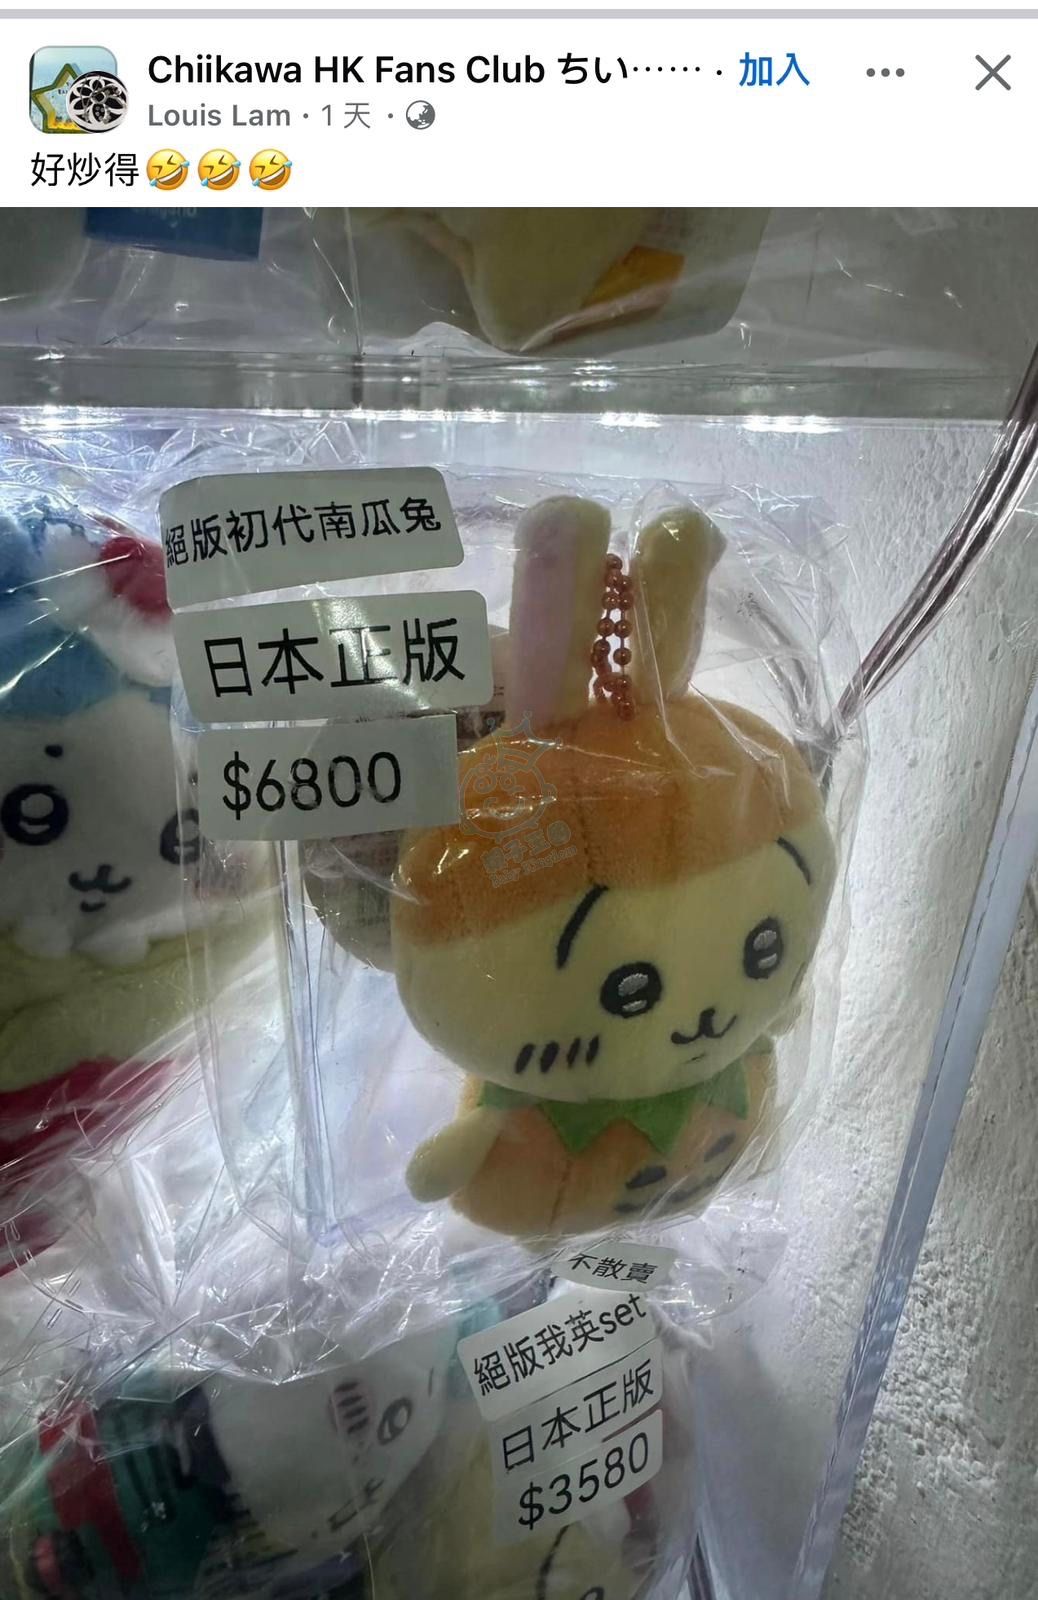 Chiikawa HK Fans Club ちい…… · 加入
Louis Lam · 1 天 ·
好炒得🤣🤣🤣
絕版初代南瓜兔
日本正版
$6800
Baby Kingdom
不散賣
絕版我英set
日本正版
$3580